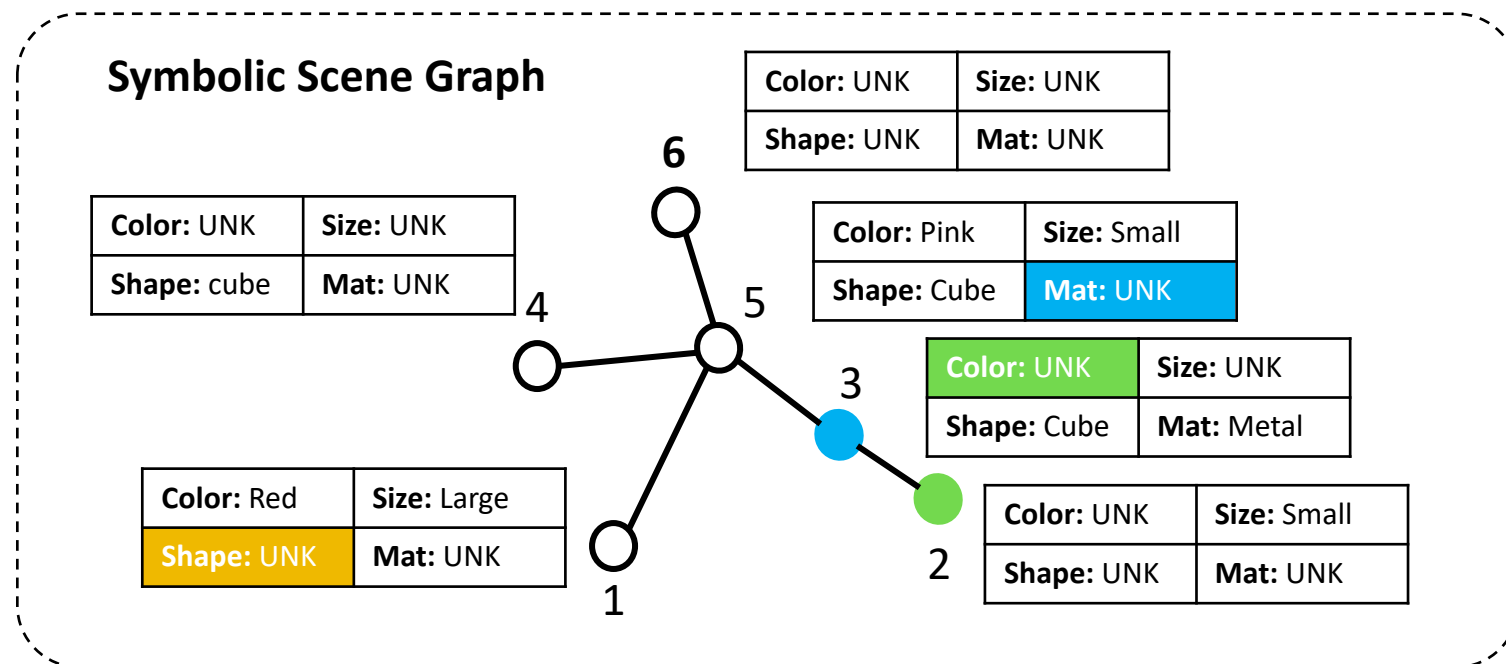 Symbolic Scene Graph
Color: UNK Size: UNK
Shape: UNK Mat: UNK
6
Color: UNK Size: UNK
Shape: cube Mat: UNK
4
Color: Pink Size: Small
Shape: Cube Mat: UNK
5
Color: UNK Size: UNK
Shape: Cube Mat: Metal
3
Color: Red Size: Large
Shape: UNK Mat: UNK
1
Color: UNK Size: Small
Shape: UNK Mat: UNK
2